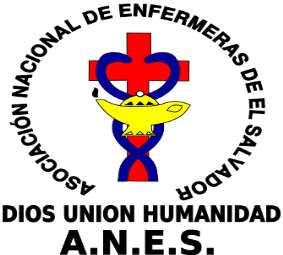 ASOCIACIÓN NACIONAL DE ENFERMERAS DE EL SALVADOR
DIOS UNION HUMANIDAD
A.N.E.S.